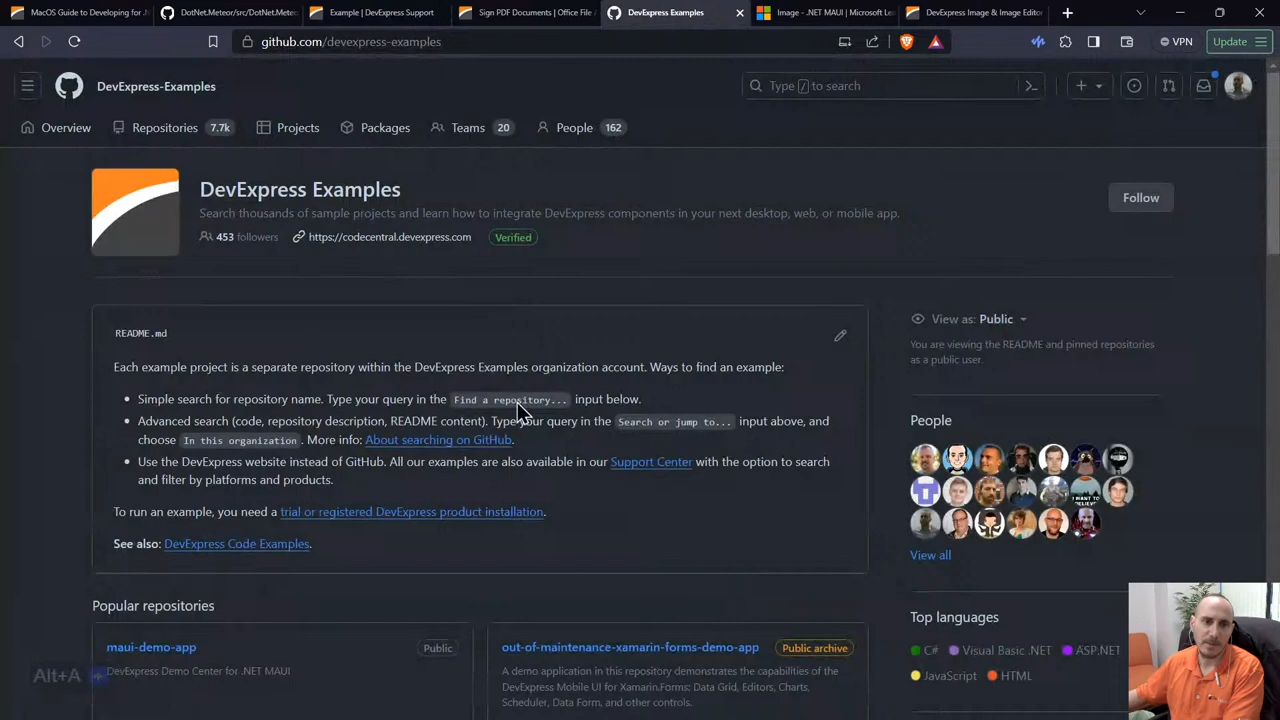 MacOS Guide to Developing for .
DotNet.Meteor/src/DotNet.Meteo
Example | DevExpress Support
Sign PDF Documents | Office File
DevExpress Examples
Image - .NET MAUI | Microsoft Le
DevExpress Image & Image Editor
github.com/devexpress-examples
VPN
Update
DevExpress-Examples
Type / to search
Overview
Repositories 7.7k
Projects
Packages
Teams 20
People 162
DevExpress Examples
Search thousands of sample projects and learn how to integrate DevExpress components in your next desktop, web, or mobile app.
453 followers
https://codecentral.devexpress.com
Verified
Follow
README.md
Each example project is a separate repository within the DevExpress Examples organization account. Ways to find an example:
Simple search for repository name. Type your query in the Find a repository... input below.
Advanced search (code, repository description, README content). Type your query in the Search or jump to... input above, and
choose In this organization. More info: About searching on GitHub.
Use the DevExpress website instead of GitHub. All our examples are also available in our Support Center with the option to search
and filter by platforms and products.
To run an example, you need a trial or registered DevExpress product installation.
See also: DevExpress Code Examples.
View as: Public
You are viewing the README and pinned repositories
as a public user.
People
I WANT TO
BELIEVE
View all
Popular repositories
maui-demo-app
Public
DevExpress Demo Center for .NET MAUI
out-of-maintenance-xamarin-forms-demo-app
Public archive
A demo application in this repository demonstrates the capabilities of the
DevExpress Mobile UI for Xamarin.Forms: Data Grid, Editors, Charts,
Scheduler, Data Form, and other controls.
Top languages
C#
Visual Basic .NET
ASP.NET
JavaScript
HTML
Alt+A